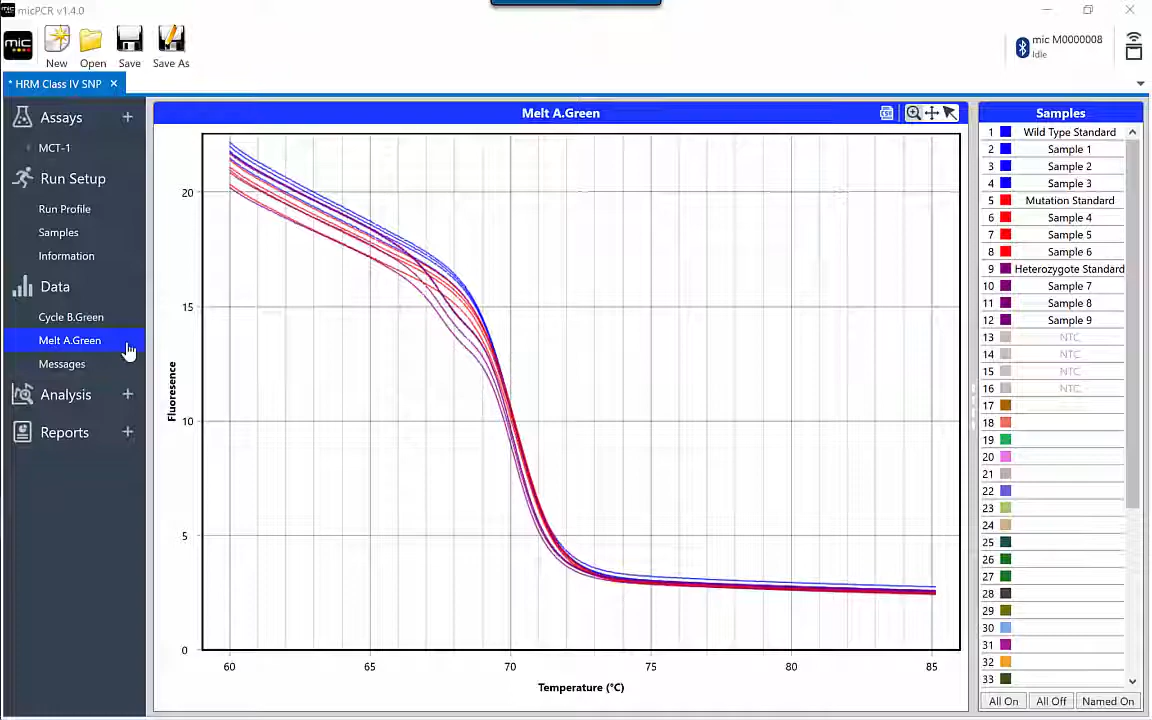 micPCR v1.4.0
mic
New
Open
Save
Save As
mic M0000008
Idle
* HRM Class IV SNP
Assays
MCT-1
Run Setup
Run Profile
Samples
Information
Data
Cycle B.Green
Melt A.Green
Messages
Analysis
Reports
Melt A.Green
Fluoresence
20
15
10
5
0
60 65 70 75 80 85
Temperature (°C)
Samples
1 Wild Type Standard
2 Sample 1
3 Sample 2
4 Sample 3
5 Mutation Standard
6 Sample 4
7 Sample 5
8 Sample 6
9 Heterozygote Standard
10 Sample 7
11 Sample 8
12 Sample 9
13 NTC
14 NTC
15 NTC
16 NTC
17
18
19
20
21
22
23
24
25
26
27
28
29
30
31
32
33
All On All Off Named On